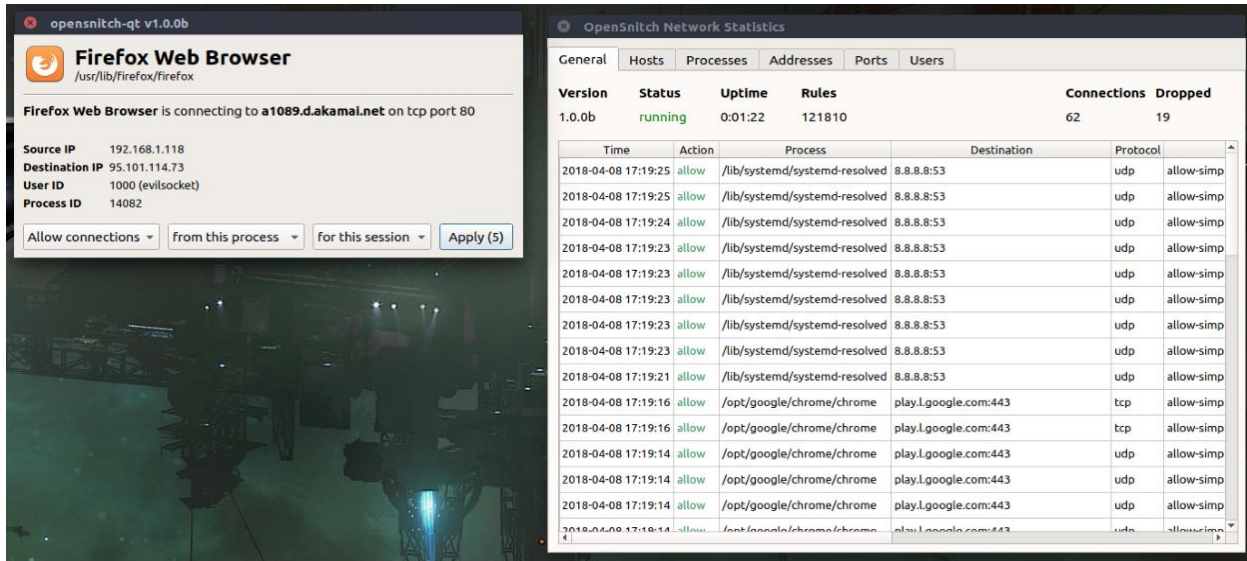 opensnitch-qt v1.0.0b
Firefox Web Browser
/usr/lib/firefox/firefox
Firefox Web Browser is connecting to a1089.d.akamai.net on tcp port 80
Source IP 192.168.1.118
Destination IP 95.101.114.73
User ID 1000 (evilsocket)
Process ID 14082
Allow connections from this process for this session Apply (5)
OpenSnitch Network Statistics
General Hosts Processes Addresses Ports Users
Version Status Uptime Rules Connections Dropped
1.0.0b running 0:01:22 121810 62 19
Time Action Process Destination Protocol
2018-04-08 17:19:25 allow /lib/systemd/systemd-resolved 8.8.8.8:53 udp allow-simp
2018-04-08 17:19:25 allow /lib/systemd/systemd-resolved 8.8.8.8:53 udp allow-simp
2018-04-08 17:19:24 allow /lib/systemd/systemd-resolved 8.8.8.8:53 udp allow-simp
2018-04-08 17:19:23 allow /lib/systemd/systemd-resolved 8.8.8.8:53 udp allow-simp
2018-04-08 17:19:23 allow /lib/systemd/systemd-resolved 8.8.8.8:53 udp allow-simp
2018-04-08 17:19:23 allow /lib/systemd/systemd-resolved 8.8.8.8:53 udp allow-simp
2018-04-08 17:19:23 allow /lib/systemd/systemd-resolved 8.8.8.8:53 udp allow-simp
2018-04-08 17:19:23 allow /lib/systemd/systemd-resolved 8.8.8.8:53 udp allow-simp
2018-04-08 17:19:21 allow /lib/systemd/systemd-resolved 8.8.8.8:53 udp allow-simp
2018-04-08 17:19:16 allow /opt/google/chrome/chrome play.l.google.com:443 tcp allow-simp
2018-04-08 17:19:16 allow /opt/google/chrome/chrome play.l.google.com:443 tcp allow-simp
2018-04-08 17:19:14 allow /opt/google/chrome/chrome play.l.google.com:443 udp allow-simp
2018-04-08 17:19:14 allow /opt/google/chrome/chrome play.l.google.com:443 udp allow-simp
2018-04-08 17:19:14 allow /opt/google/chrome/chrome play.l.google.com:443 udp allow-simp
2018-04-08 17:19:14 allow /opt/google/chrome/chrome play.l.google.com:443 udp allow-simp